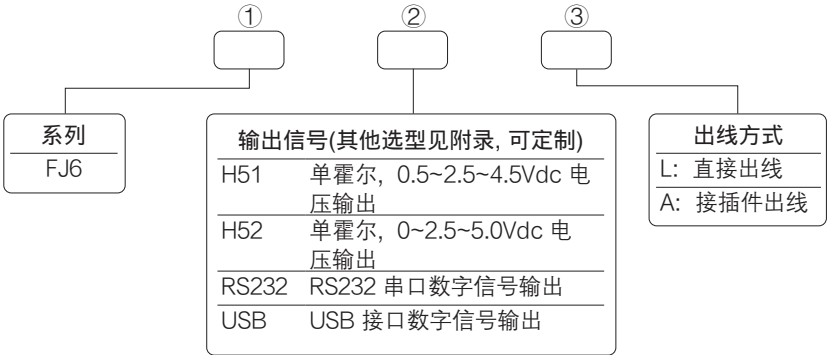 ① ② ③
系列
FJ6
输出信号(其他选型见附录, 可定制)
H51 单霍尔, 0.5~2.5~4.5Vdc 电
压输出
H52 单霍尔, 0~2.5~5.0Vdc 电
压输出
RS232 RS232 串口数字信号输出
USB USB 接口数字信号输出
出线方式
L: 直接出线
A: 接插件出线